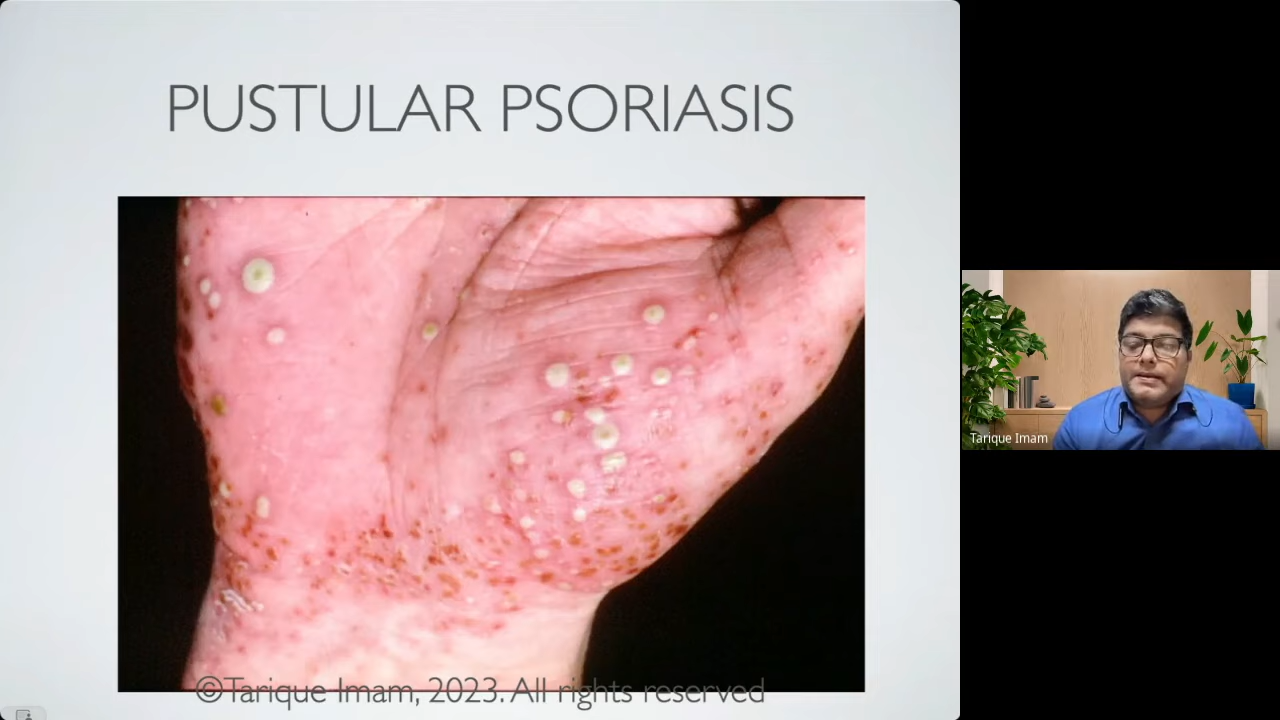 PUSTULAR PSORIASIS
Tarique Imam
©Tarique Imam, 2023. All rights reserved